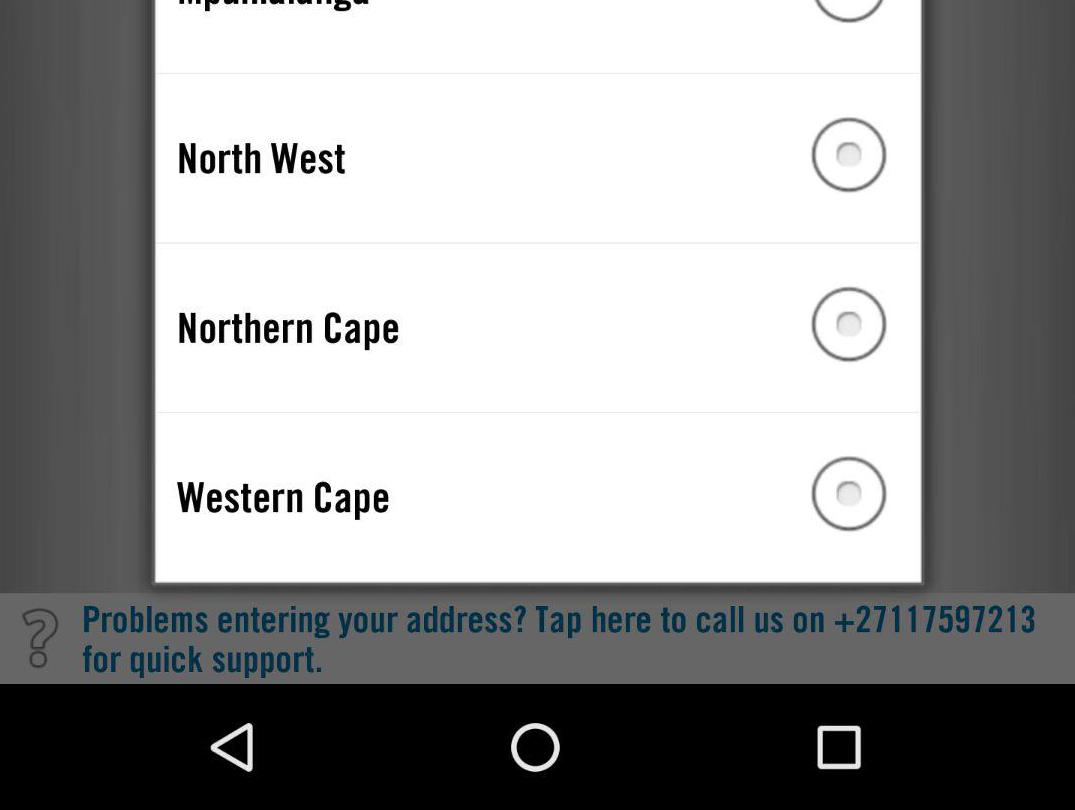 Mpumalanga
North West
Northern Cape
Western Cape
Problems entering your address? Tap here to call us on +27117597213
for quick support.